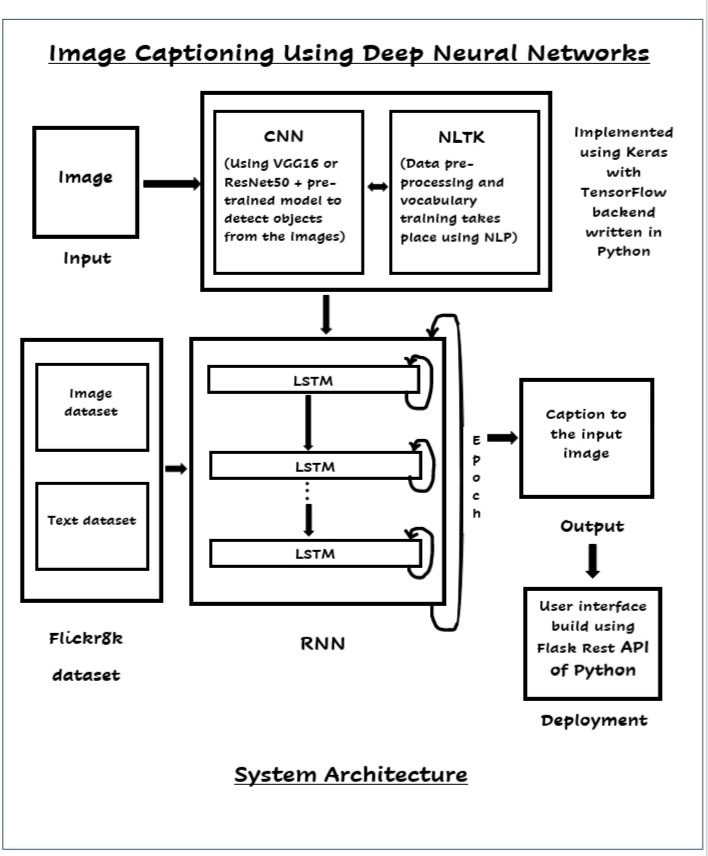 Image Captioning Using Deep Neural Networks
Image
Input
CNN
(Using VGG16 or
ResNet50 + pre-
trained model to
detect objects
from the images)
NLTK
(Data pre-
processing and
vocabulary
training takes
place using NLP)
Implemented
using Keras
with
TensorFlow
backend
written in
Python
Image
dataset
Text dataset
Flickr8k
dataset
LSTM
LSTM
LSTM
RNN
E
p
o
c
h
Caption to
the input
image
Output
User interface
build using
Flask Rest API
of Python
Deployment
System Architecture